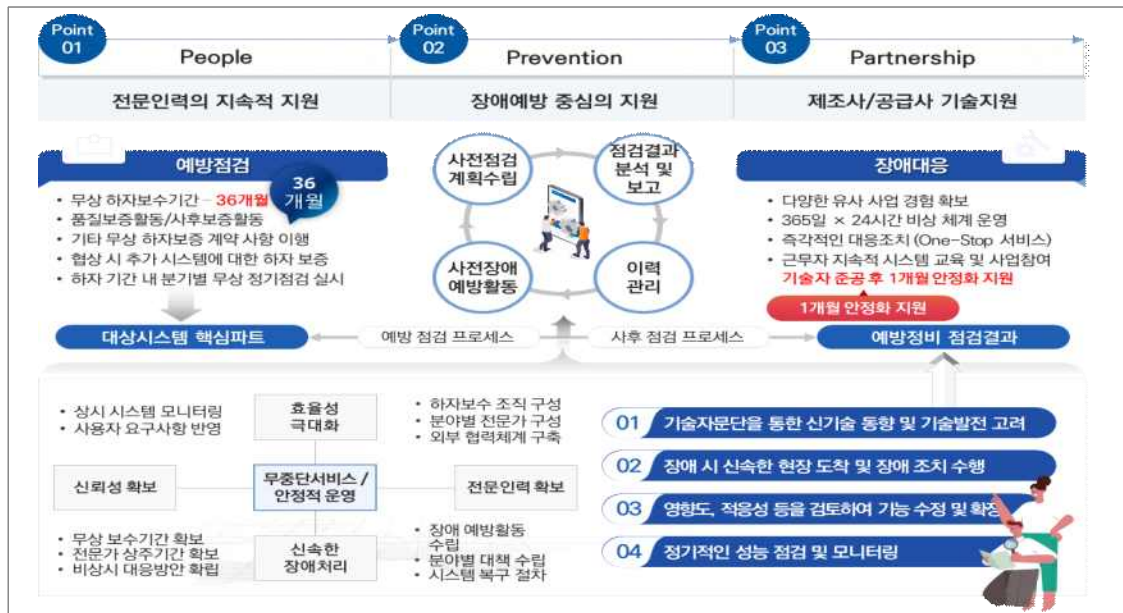 Point 01
People
Point 02
Prevention
Point 03
Partnership
전문인력의 지속적 지원
장애예방 중심의 지원
제조사/공급사 기술지원
예방점검
36 개월
• 무상 하자보수기간 – 36개월
• 품질보증활동/사후보증활동
• 기타 무상 하자보증 계약 사항 이행
• 협상 시 추가 시스템에 대한 하자 보증
• 하자 기간 내 분기별 무상 정기점검 실시
대상시스템 핵심파트
사전점검
계획수립
점검결과
분석 및
보고
사전장애
예방활동
이력
관리
예방 점검 프로세스
사후 점검 프로세스
장애대응
• 다양한 유사 사업 경험 확보
• 365일 × 24시간 비상 체계 운영
• 즉각적인 대응조치 (One-Stop 서비스)
• 근무자 지속적 시스템 교육 및 사업참여
기술자 준공 후 1개월 안정화 지원
1개월 안정화 지원
예방정비 점검결과
• 상시 시스템 모니터링
• 사용자 요구사항 반영
효율성
극대화
• 하자보수 조직 구성
• 분야별 전문가 구성
• 외부 협력체계 구축
신뢰성 확보
무중단서비스 /
안정적 운영
전문인력 확보
• 무상 보수기간 확보
• 전문가 상주기간 확보
• 비상시 대응방안 확립
신속한
장애처리
• 장애 예방활동
수립
• 분야별 대책 수립
• 시스템 복구 절차
01 기술자문단을 통한 신기술 동향 및 기술발전 고려
02 장애 시 신속한 현장 도착 및 장애 조치 수행
03 영향도, 적응성 등을 검토하여 기능 수정 및 확장
04 정기적인 성능 점검 및 모니터링